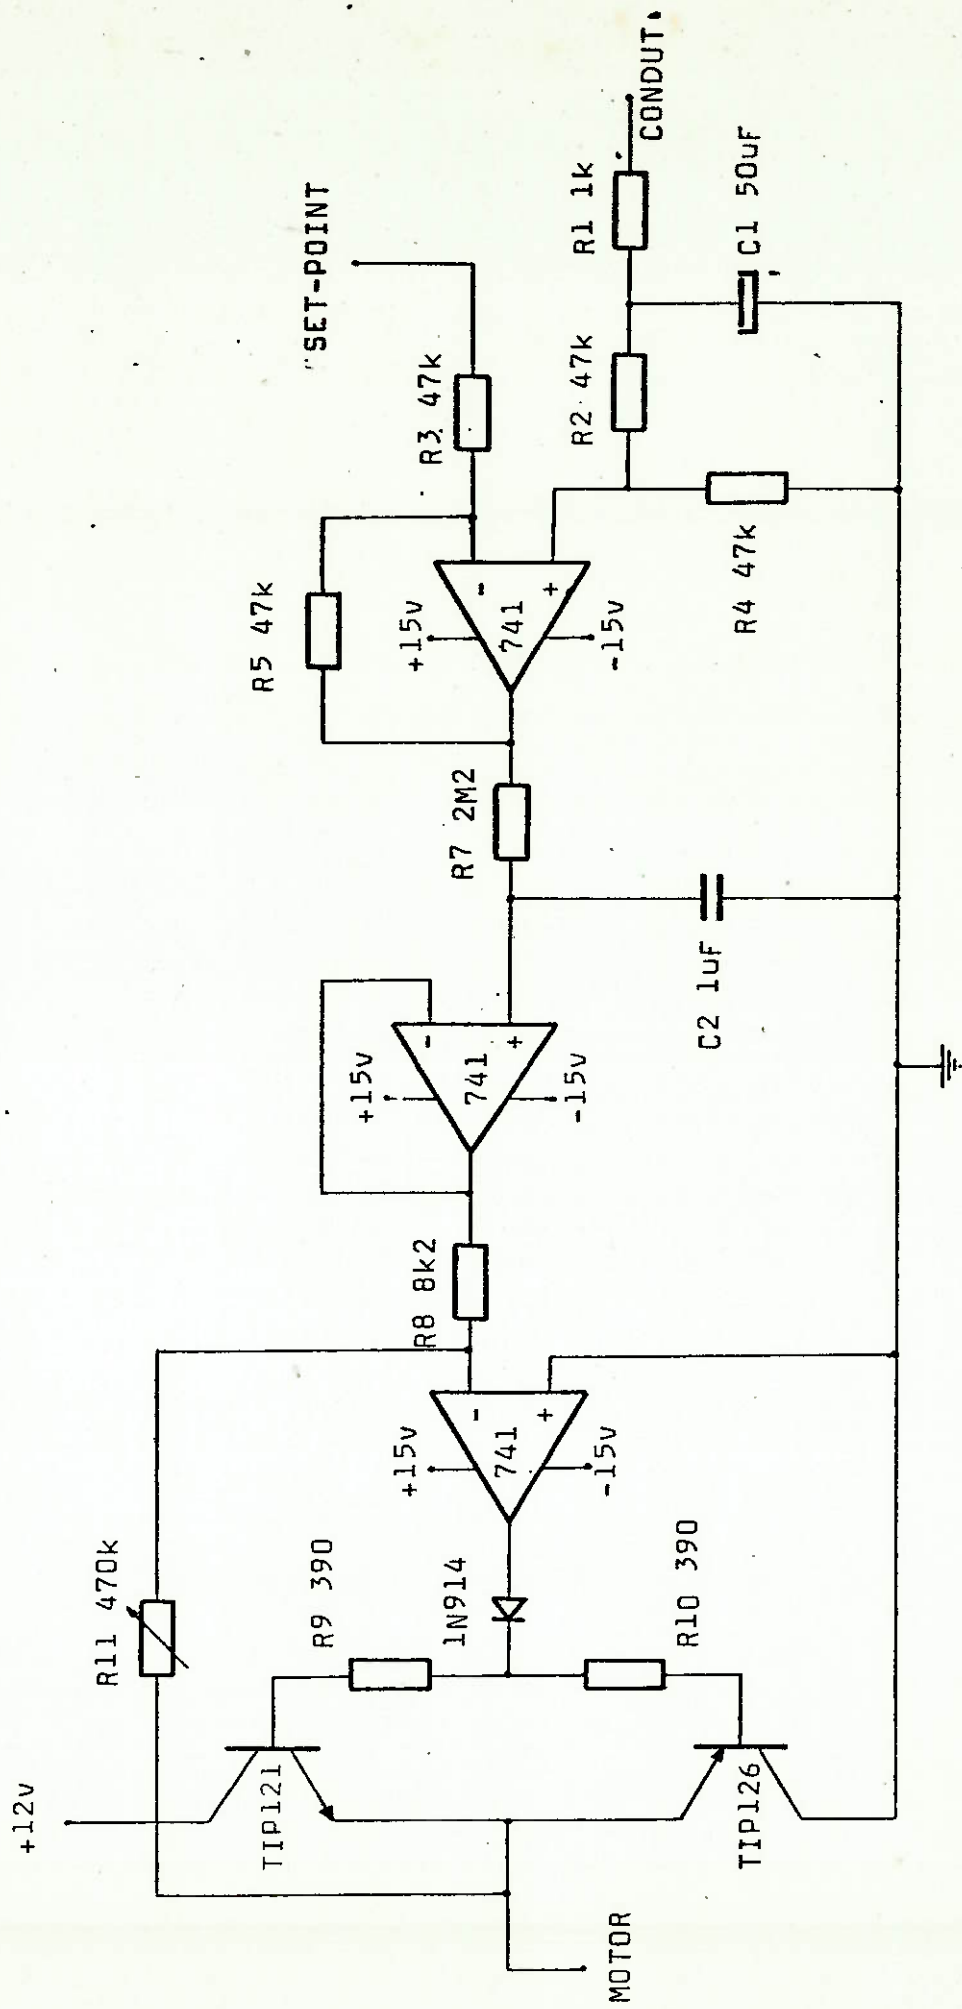 +12v
R11 470k
TIP121
R9 390
1N914
R10 390
TIP126
MOTOR
+15v
-
741
+
-15v
R8 8k2
+15v
-
741
+
-15v
C2 1uF
R7 2M2
R5 47k
+15v
-
741
+
-15v
R3 47k
SET-POINT
R4 47k
R2 47k
R1 1k
CONDUT.
C1 50uF